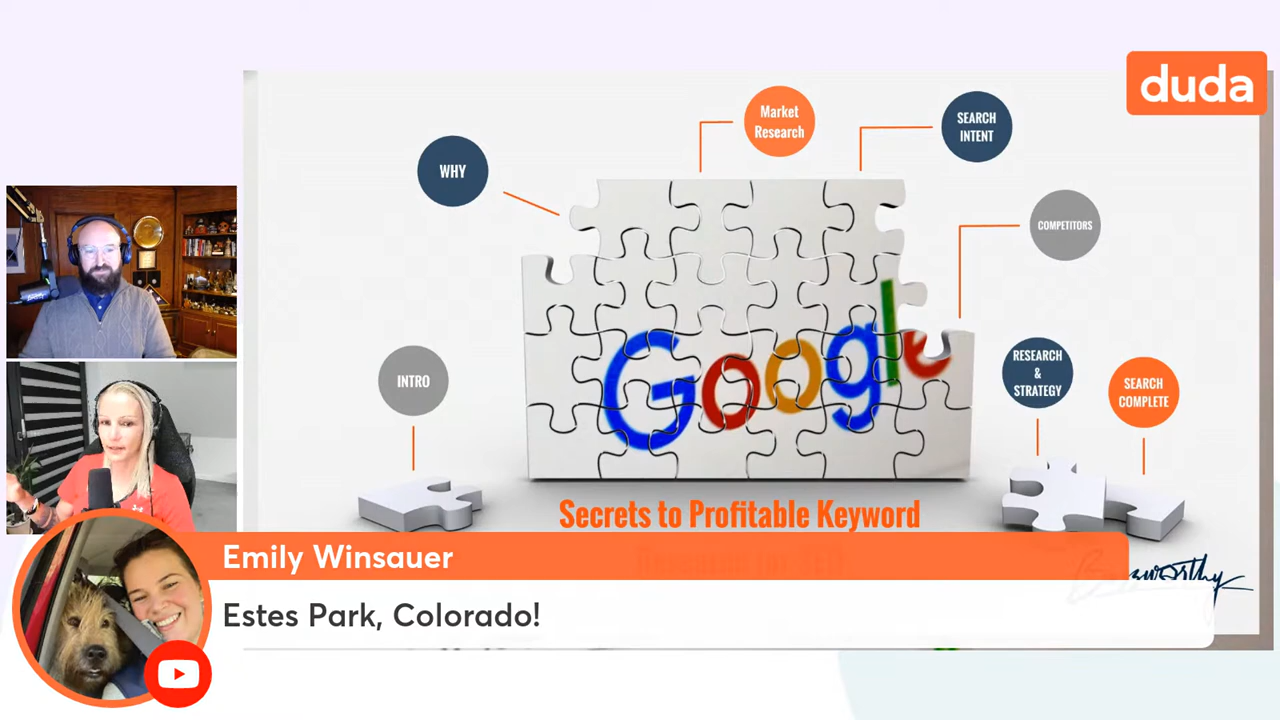 duda
Market
Research
SEARCH
INTENT
WHY
COMPETITORS
Google
INTRO
RESEARCH
&
STRATEGY
SEARCH
COMPLETE
Secrets to Profitable Keyword
Emily Winsauer
Estes Park, Colorado!